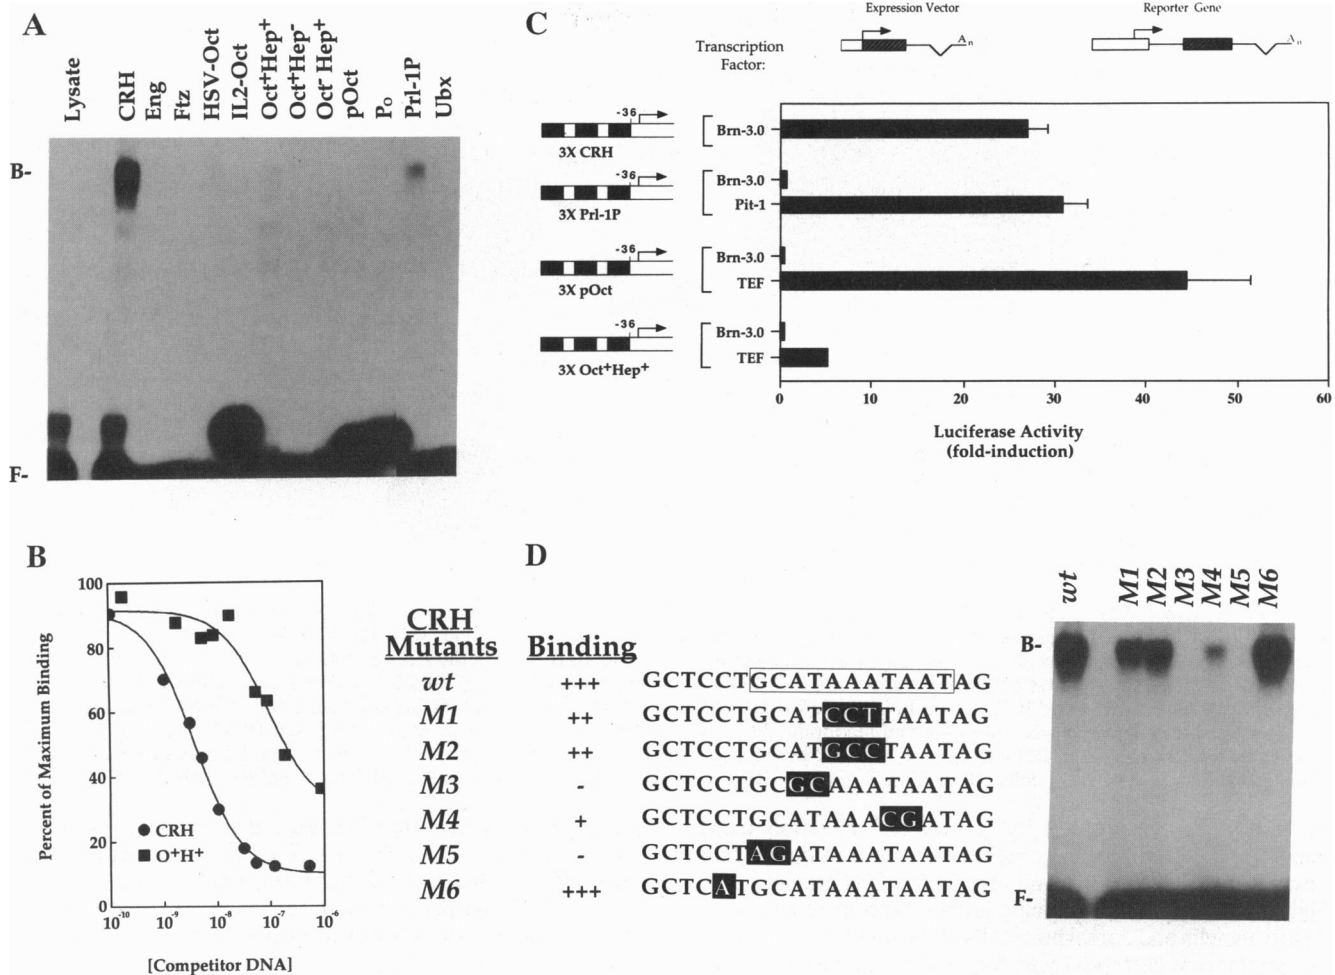 A
Lysate
CRH
Eng
Ftz
HSV-Oct
IL2-Oct
Oct+Hep+
Oct+Hep-
Oct- Hep+
pOct
Po
Prl-1P
Ubx
B-
F-
C
Expression Vector
Reporter Gene
An
An
Transcription
Factor:
-36
3X CRH
Brn-3.0
-36
3X Prl-1P
Brn-3.0
Pit-1
-36
3X pOct
Brn-3.0
TEF
-36
3X Oct+Hep+
Brn-3.0
TEF
0 10 20 30 40 50 60
Luciferase Activity
(fold-induction)
B
Percent of Maximum Binding
100
80
60
40
20
0
CRH
O+H+
10-10 10-9 10-8 10-7 10-6
[Competitor DNA]
D
CRH
Mutants Binding
wt +++ GCTCCTGCATAAATAATAG
M1 ++ GCTCCTGCATCCTTAATAG
M2 ++ GCTCCTGCATGCCTAATAG
M3 - GCTCCTGCGCAAATAATAG
M4 + GCTCCTGCATAAACGATAG
M5 - GCTCCTAGATAAATAATAG
M6 +++ GCTCATGCATAAATAATAG
wt
M1
M2
M3
M4
M5
M6
B-
F-